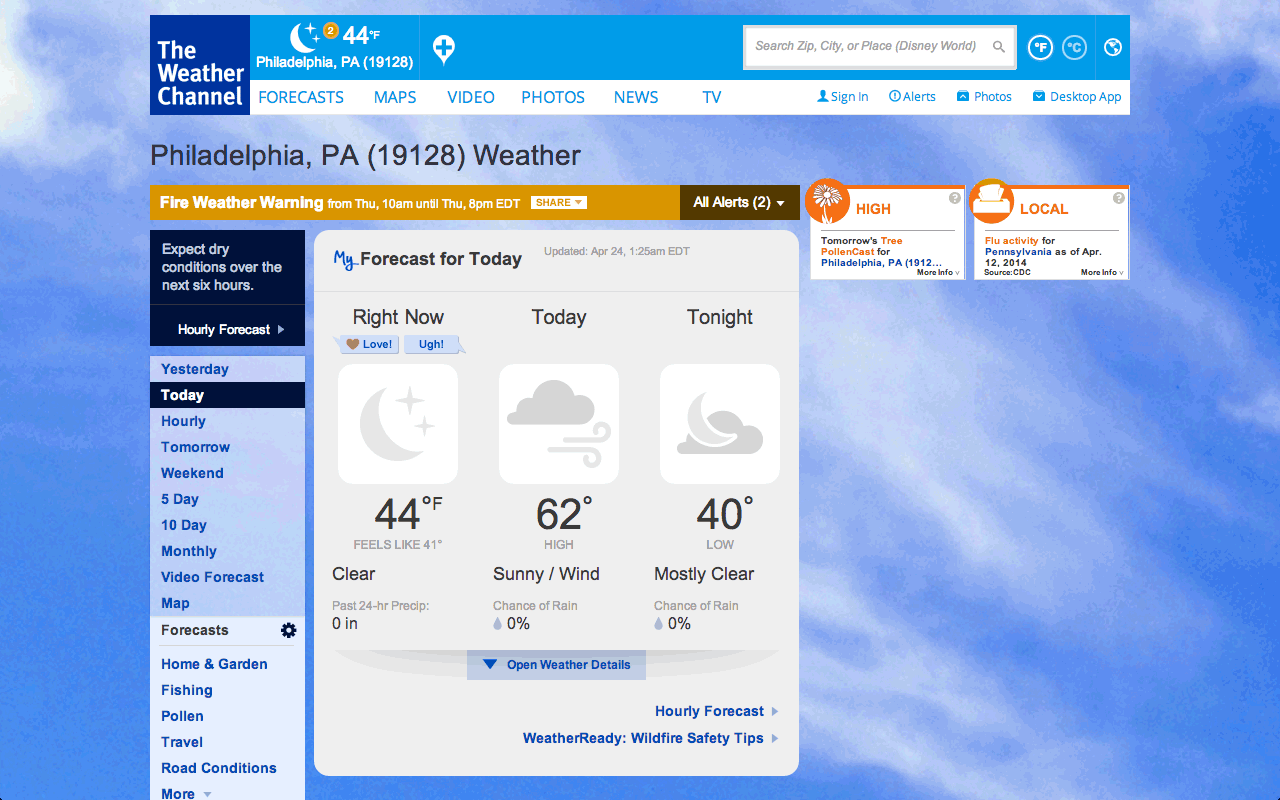 The
Weather
Channel
2 44°F
Philadelphia, PA (19128)
Search Zip, City, or Place (Disney World)
°F °C
FORECASTS MAPS VIDEO PHOTOS NEWS TV
Sign In Alerts Photos Desktop App
Philadelphia, PA (19128) Weather
Fire Weather Warning from Thu, 10am until Thu, 8pm EDT SHARE
All Alerts (2)
? HIGH
Tomorrow's Tree
PollenCast for
Philadelphia, PA (1912...
More Info
? LOCAL
Flu activity for
Pennsylvania as of Apr.
12, 2014
Source:CDC More Info
Expect dry
conditions over the
next six hours.
Hourly Forecast
Yesterday
Today
Hourly
Tomorrow
Weekend
5 Day
10 Day
Monthly
Video Forecast
Map
Forecasts
Home & Garden
Fishing
Pollen
Travel
Road Conditions
More
My Forecast for Today Updated: Apr 24, 1:25am EDT
Right Now Today Tonight
Love! Ugh!
44°F 62° 40°
FEELS LIKE 41° HIGH LOW
Clear Sunny / Wind Mostly Clear
Past 24-hr Precip: Chance of Rain Chance of Rain
0 in 0% 0%
Open Weather Details
Hourly Forecast
WeatherReady: Wildfire Safety Tips